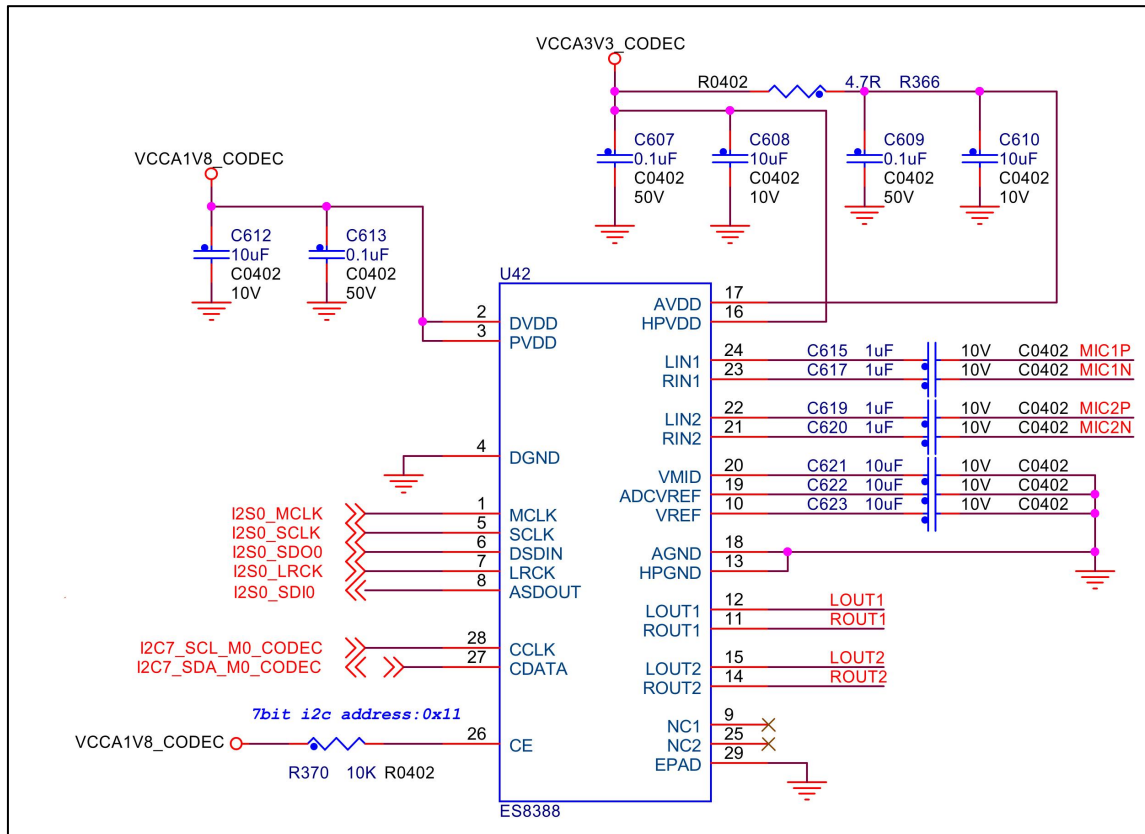 VCCA3V3_CODEC
R0402 4.7R R366
C607 C608 C609 C610
0.1uF 10uF 0.1uF 10uF
C0402 C0402 C0402 C0402
50V 10V 50V 10V
VCCA1V8_CODEC
C612 C613
10uF 0.1uF
C0402 C0402
10V 50V
U42
2 DVDD
3 PVDD
4 DGND
I2S0_MCLK 1 MCLK
I2S0_SCLK 5 SCLK
I2S0_SDO0 6 DSDIN
I2S0_LRCK 7 LRCK
I2S0_SDI0 8 ASDOUT
I2C7_SCL_M0_CODEC 28 CCLK
I2C7_SDA_M0_CODEC 27 CDATA
7bit i2c address:0x11
VCCA1V8_CODEC 26 CE
R370 10K R0402
AVDD 17
HPVDD 16
LIN1 24 C615 1uF 10V C0402 MIC1P
RIN1 23 C617 1uF 10V C0402 MIC1N
LIN2 22 C619 1uF 10V C0402 MIC2P
RIN2 21 C620 1uF 10V C0402 MIC2N
VMID 20 C621 10uF 10V C0402
ADCVREF 19 C622 10uF 10V C0402
VREF 10 C623 10uF 10V C0402
AGND 18
HPGND 13
LOUT1 12 LOUT1
ROUT1 11 ROUT1
LOUT2 15 LOUT2
ROUT2 14 ROUT2
NC1 9
NC2 25
EPAD 29
ES8388